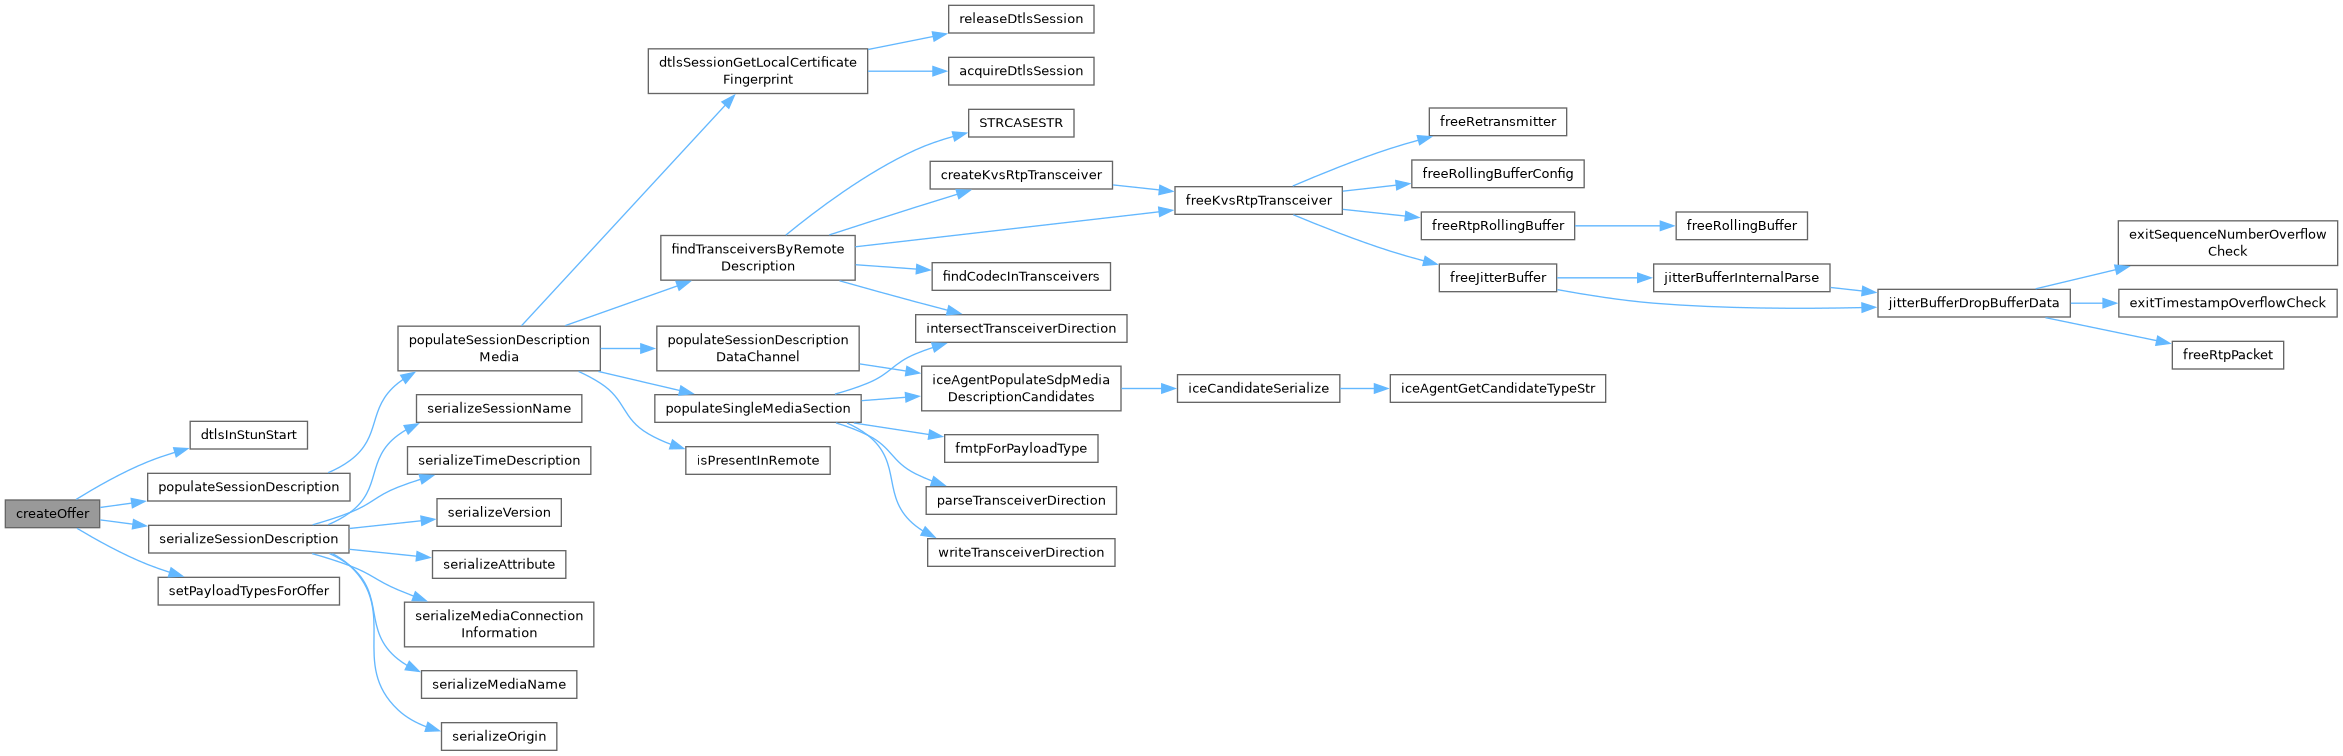 createOffer
dtlsInStunStart
populateSessionDescription
serializeSessionDescription
setPayloadTypesForOffer
populateSessionDescription
Media
serializeSessionName
serializeTimeDescription
serializeVersion
serializeAttribute
serializeMediaConnection
Information
serializeMediaName
serializeOrigin
dtlsSessionGetLocalCertificate
Fingerprint
findTransceiversByRemote
Description
populateSessionDescription
DataChannel
populateSingleMediaSection
isPresentInRemote
releaseDtlsSession
acquireDtlsSession
STRCASESTR
createKvsRtpTransceiver
findCodecInTransceivers
intersectTransceiverDirection
iceAgentPopulateSdpMedia
DescriptionCandidates
fmtpForPayloadType
parseTransceiverDirection
writeTransceiverDirection
freeKvsRtpTransceiver
iceCandidateSerialize
freeRetransmitter
freeRollingBufferConfig
freeRtpRollingBuffer
freeJitterBuffer
iceAgentGetCandidateTypeStr
freeRollingBuffer
jitterBufferInternalParse
jitterBufferDropBufferData
exitSequenceNumberOverflow
Check
exitTimestampOverflowCheck
freeRtpPacket